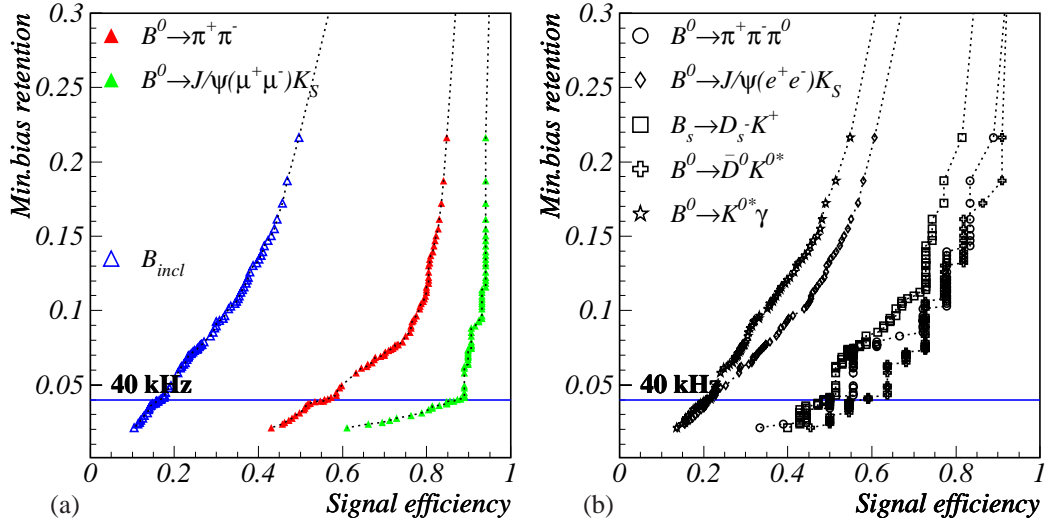 0.3
0.25
0.2
0.15
0.1
0.05
0
0 0.2 0.4 0.6 0.8 1
Min.bias retention
Signal efficiency
B⁰→π⁺π⁻
B⁰→J/ψ(μ⁺μ⁻)K_S
B_incl
40 kHz
(a)
0.3
0.25
0.2
0.15
0.1
0.05
0
0 0.2 0.4 0.6 0.8 1
Min.bias retention
Signal efficiency
B⁰→π⁺π⁻π⁰
B⁰→J/ψ(e⁺e⁻)K_S
B_s→D_s-K⁺
B⁰→D̄⁰K⁰*
B⁰→K⁰*γ
40 kHz
(b)